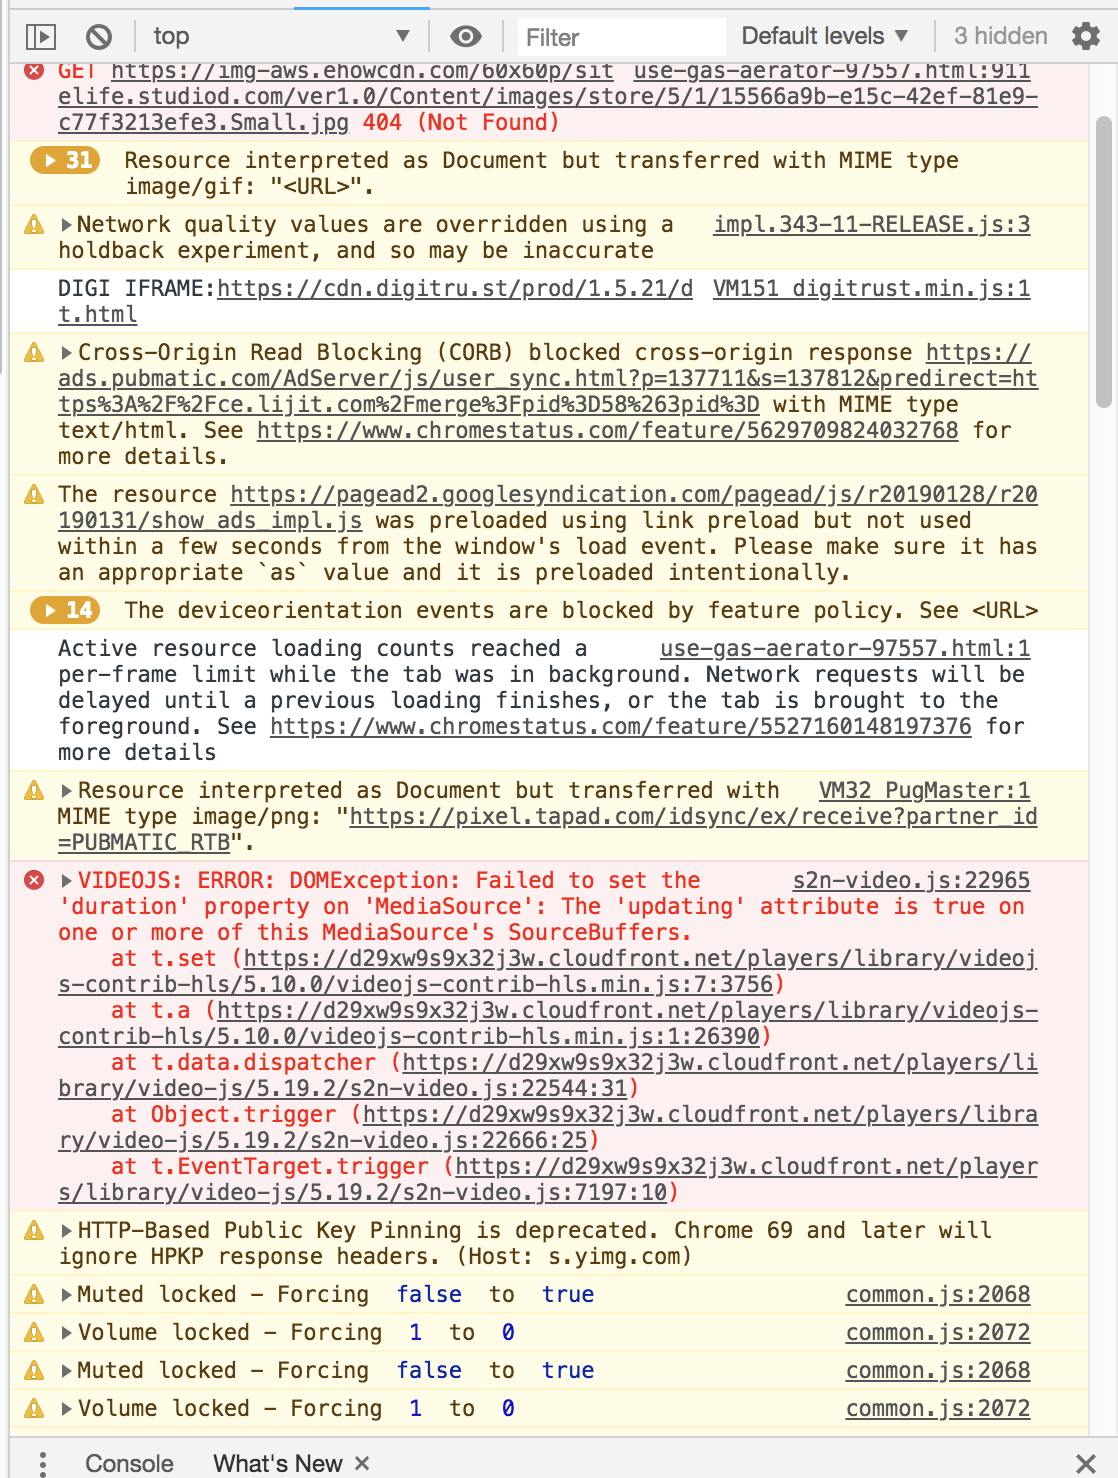 top
Filter
Default levels
3 hidden
GET https://img-aws.ehowcdn.com/60x60p/sit use-gas-aerator-97557.html:911
elife.studiod.com/ver1.0/Content/images/store/5/1/15566a9b-e15c-42ef-81e9-
c77f3213efe3.Small.jpg 404 (Not Found)
31 Resource interpreted as Document but transferred with MIME type
image/gif: "<URL>".
Network quality values are overridden using a impl.343-11-RELEASE.js:3
holdback experiment, and so may be inaccurate
DIGI IFRAME:https://cdn.digitru.st/prod/1.5.21/d VM151 digitrust.min.js:1
t.html
Cross-Origin Read Blocking (CORB) blocked cross-origin response https://
ads.pubmatic.com/AdServer/js/user_sync.html?p=137711&s=137812&predirect=ht
tps%3A%2F%2Fce.lijit.com%2Fmerge%3Fpid%3D58%263pid%3D with MIME type
text/html. See https://www.chromestatus.com/feature/5629709824032768 for
more details.
The resource https://pagead2.googlesyndication.com/pagead/js/r20190128/r20
190131/show_ads_impl.js was preloaded using link preload but not used
within a few seconds from the window's load event. Please make sure it has
an appropriate `as` value and it is preloaded intentionally.
14 The deviceorientation events are blocked by feature policy. See <URL>
Active resource loading counts reached a use-gas-aerator-97557.html:1
per-frame limit while the tab was in background. Network requests will be
delayed until a previous loading finishes, or the tab is brought to the
foreground. See https://www.chromestatus.com/feature/5527160148197376 for
more details
Resource interpreted as Document but transferred with VM32 PugMaster:1
MIME type image/png: "https://pixel.tapad.com/idsync/ex/receive?partner_id
=PUBMATIC_RTB".
VIDEOJS: ERROR: DOMException: Failed to set the s2n-video.js:22965
'duration' property on 'MediaSource': The 'updating' attribute is true on
one or more of this MediaSource's SourceBuffers.
at t.set (https://d29xw9s9x32j3w.cloudfront.net/players/library/videoj
s-contrib-hls/5.10.0/videojs-contrib-hls.min.js:7:3756)
at t.a (https://d29xw9s9x32j3w.cloudfront.net/players/library/videojs-
contrib-hls/5.10.0/videojs-contrib-hls.min.js:1:26390)
at t.data.dispatcher (https://d29xw9s9x32j3w.cloudfront.net/players/li
brary/video-js/5.19.2/s2n-video.js:22544:31)
at Object.trigger (https://d29xw9s9x32j3w.cloudfront.net/players/libra
ry/video-js/5.19.2/s2n-video.js:22666:25)
at t.EventTarget.trigger (https://d29xw9s9x32j3w.cloudfront.net/player
s/library/video-js/5.19.2/s2n-video.js:7197:10)
HTTP-Based Public Key Pinning is deprecated. Chrome 69 and later will
ignore HPKP response headers. (Host: s.yimg.com)
Muted locked - Forcing false to true common.js:2068
Volume locked - Forcing 1 to 0 common.js:2072
Muted locked - Forcing false to true common.js:2068
Volume locked - Forcing 1 to 0 common.js:2072
Console What's New